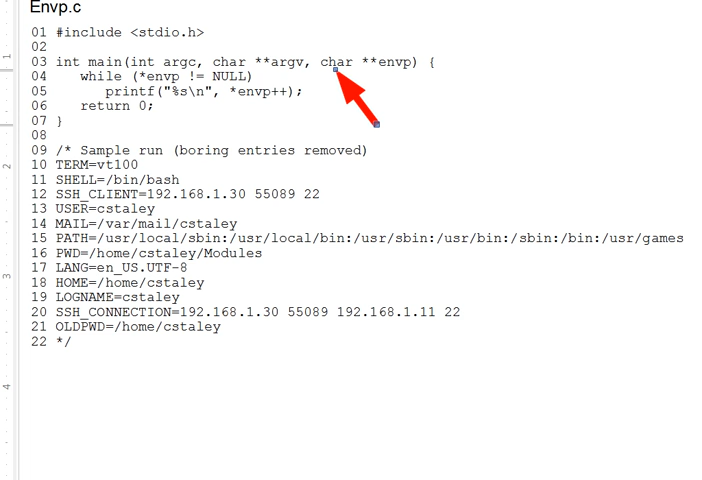 Envp.c
01 #include <stdio.h>
02
03 int main(int argc, char **argv, char **envp) {
04    while (*envp != NULL)
05       printf("%s\n", *envp++);
06    return 0;
07 }
08
09 /* Sample run (boring entries removed)
10 TERM=vt100
11 SHELL=/bin/bash
12 SSH_CLIENT=192.168.1.30 55089 22
13 USER=cstaley
14 MAIL=/var/mail/cstaley
15 PATH=/usr/local/sbin:/usr/local/bin:/usr/sbin:/usr/bin:/sbin:/bin:/usr/games
16 PWD=/home/cstaley/Modules
17 LANG=en_US.UTF-8
18 HOME=/home/cstaley
19 LOGNAME=cstaley
20 SSH_CONNECTION=192.168.1.30 55089 192.168.1.11 22
21 OLDPWD=/home/cstaley
22 */
1
2
3
4